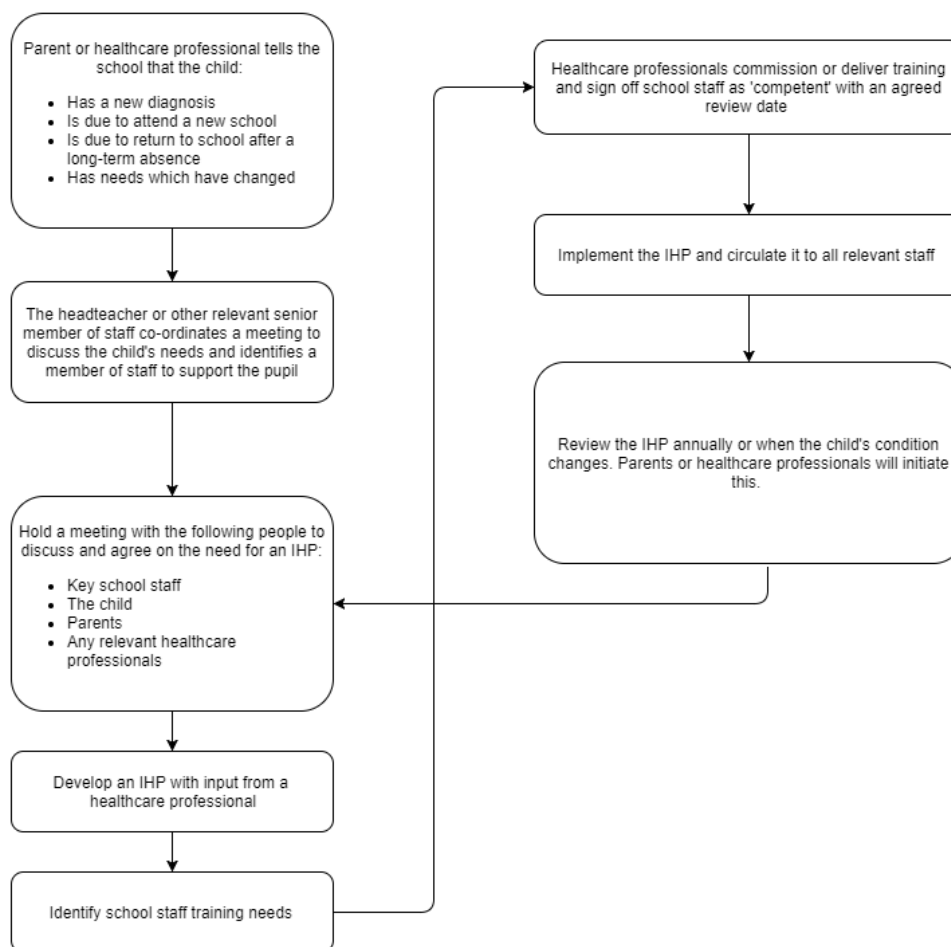 Parent or healthcare professional tells the
school that the child:
• Has a new diagnosis
• Is due to attend a new school
• Is due to return to school after a
long-term absence
• Has needs which have changed
The headteacher or other relevant senior
member of staff co-ordinates a meeting to
discuss the child's needs and identifies a
member of staff to support the pupil
Hold a meeting with the following people to
discuss and agree on the need for an IHP:
• Key school staff
• The child
• Parents
• Any relevant healthcare
professionals
Develop an IHP with input from a
healthcare professional
Identify school staff training needs
Healthcare professionals commission or deliver training
and sign off school staff as 'competent' with an agreed
review date
Implement the IHP and circulate it to all relevant staff
Review the IHP annually or when the child's condition
changes. Parents or healthcare professionals will initiate
this.